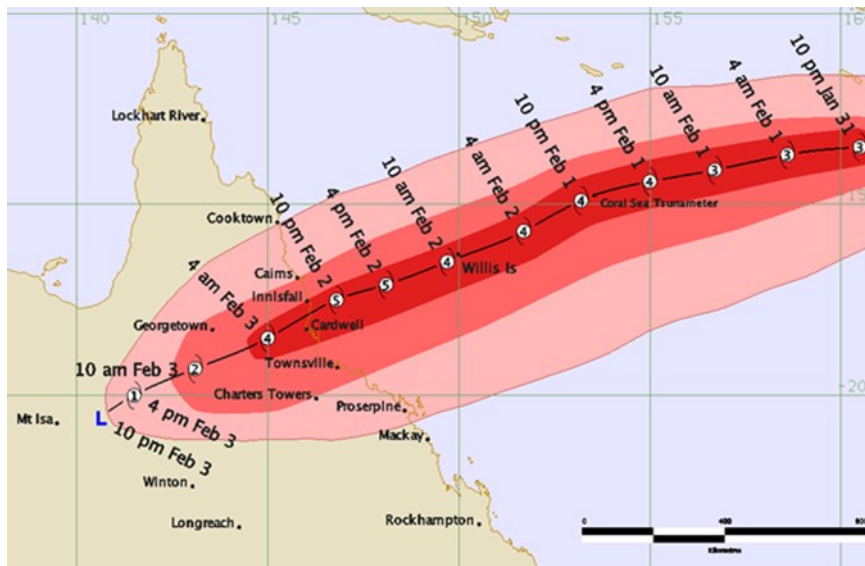 140
145
150
155
160
10 pm Jan 31
4 am Feb 1
10 am Feb 1
4 pm Feb 1
10 pm Feb 1
4 am Feb 2
10 am Feb 2
4 pm Feb 2
10 pm Feb 2
4 am Feb 3
10 am Feb 3
4 pm Feb 3
10 pm Feb 3
Lockhart River
Cooktown
Cairns
Innisfail
Georgetown
Cardwell
Townsville
Charters Towers
Proserpine
Mackay
Mt Isa
Winton
Longreach
Rockhampton
Willis Is
Coral Sea Tsunameter
3
3
3
4
4
4
4
5
5
4
2
1
L
20
0
400
Kilometres